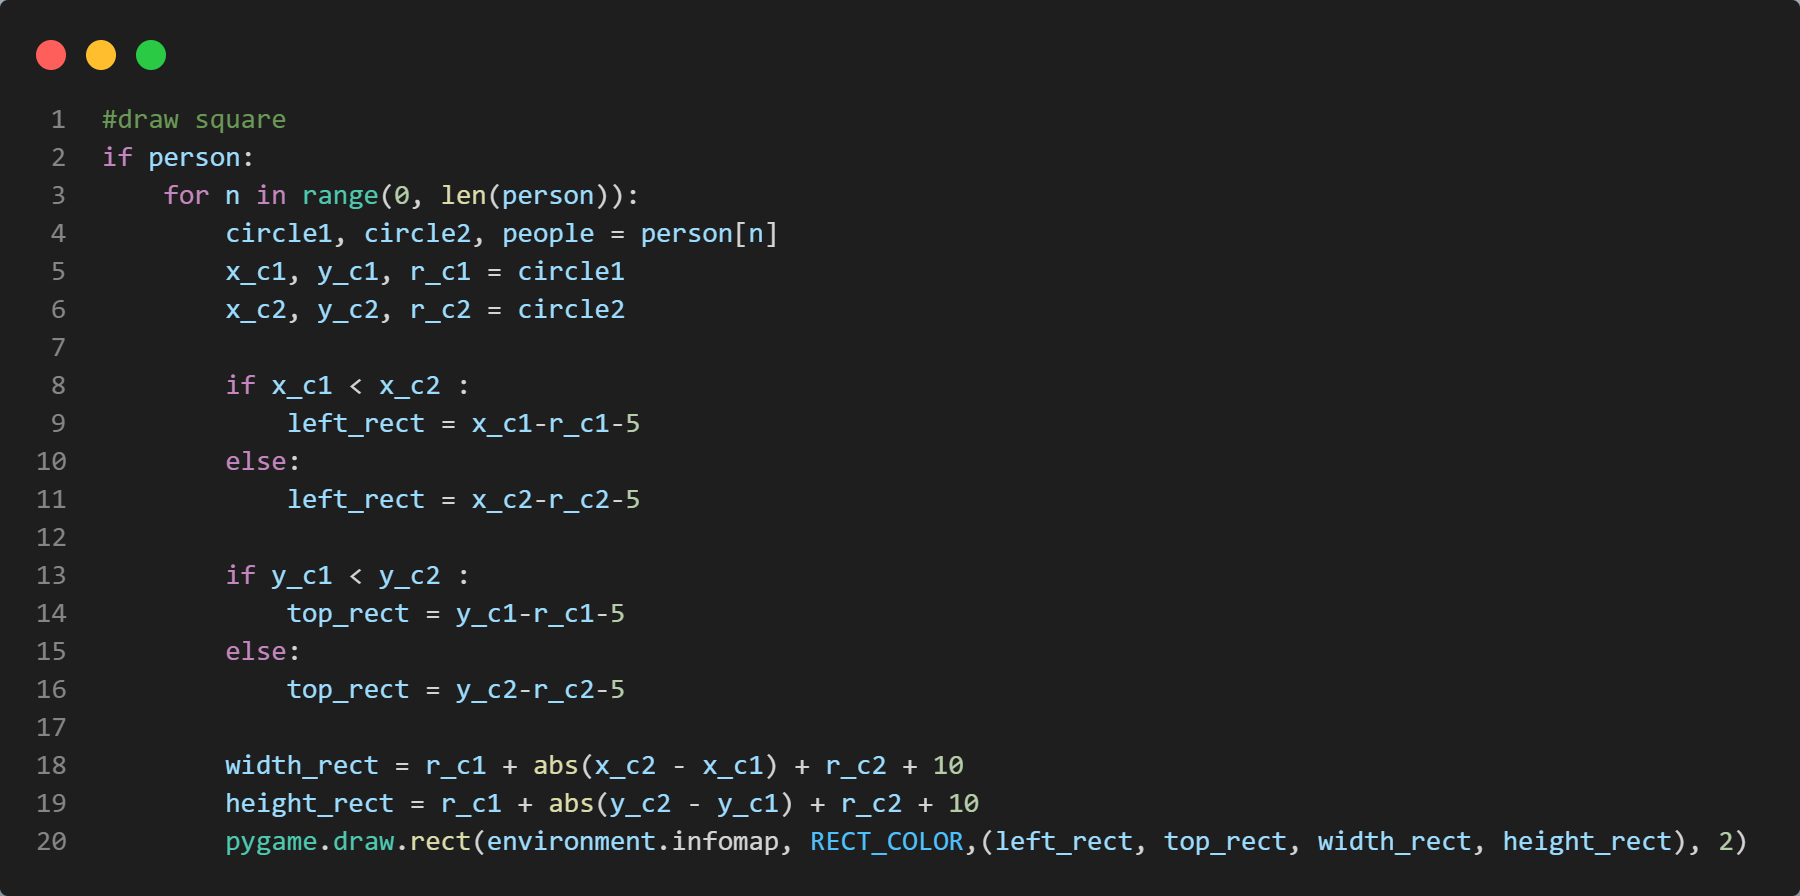 1 #draw square
2 if person:
3     for n in range(0, len(person)):
4         circle1, circle2, people = person[n]
5         x_c1, y_c1, r_c1 = circle1
6         x_c2, y_c2, r_c2 = circle2
7
8         if x_c1 < x_c2 :
9             left_rect = x_c1-r_c1-5
10         else:
11             left_rect = x_c2-r_c2-5
12
13         if y_c1 < y_c2 :
14             top_rect = y_c1-r_c1-5
15         else:
16             top_rect = y_c2-r_c2-5
17
18         width_rect = r_c1 + abs(x_c2 - x_c1) + r_c2 + 10
19         height_rect = r_c1 + abs(y_c2 - y_c1) + r_c2 + 10
20         pygame.draw.rect(environment.infomap, RECT_COLOR,(left_rect, top_rect, width_rect, height_rect), 2)